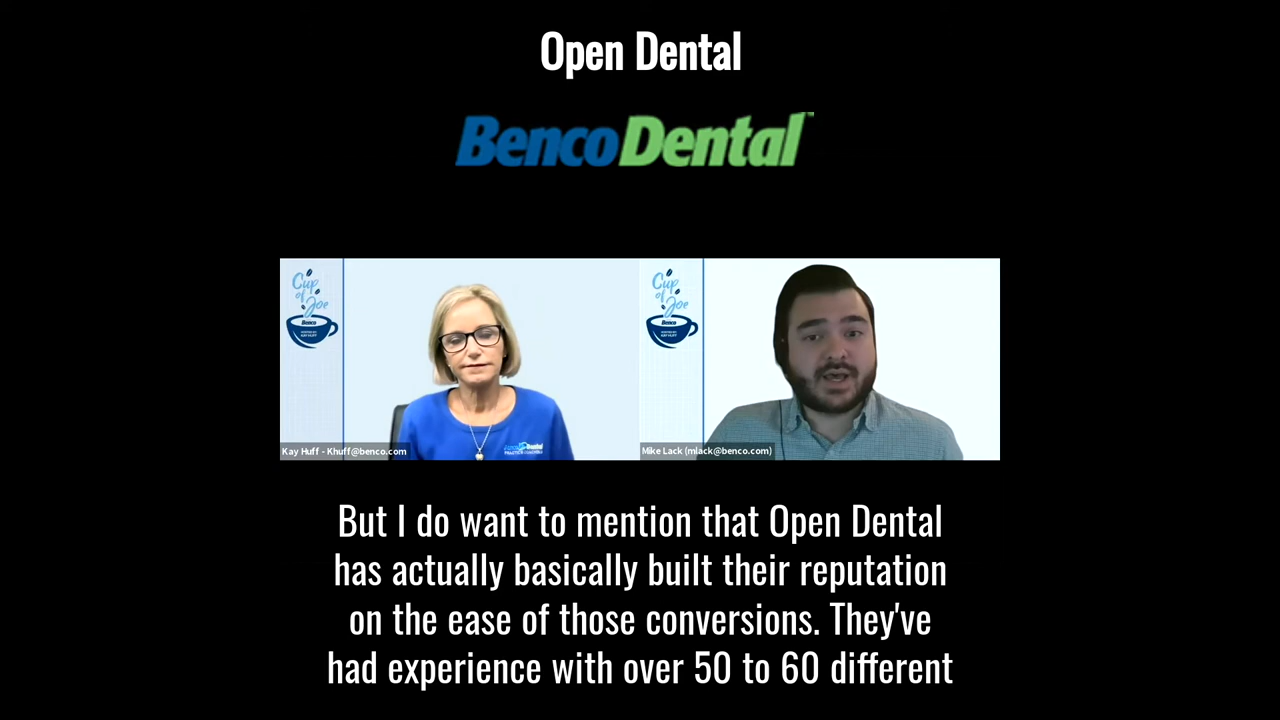 Open Dental
BencoDental™
Cup
of
Joe
Benco
Cup
of
Joe
Benco
Kay Huff - Khuff@benco.com
Mike Lack (mlack@benco.com)
But I do want to mention that Open Dental
has actually basically built their reputation
on the ease of those conversions. They've
had experience with over 50 to 60 different